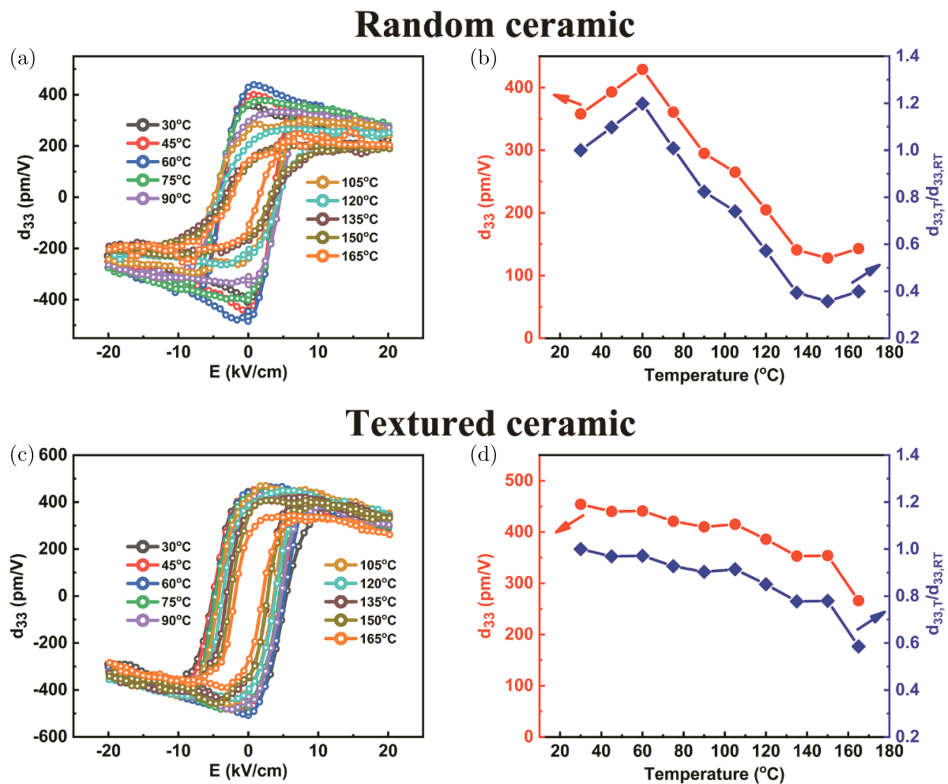 Random ceramic
(a)
d33 (pm/V)
400
200
0
-200
-400
30°C
45°C
60°C
75°C
90°C
105°C
120°C
135°C
150°C
165°C
-20
-10
0
10
20
E (kV/cm)
(b)
d33 (pm/V)
400
300
200
100
0
1.4
1.2
1.0
0.8
0.6
0.4
0.2
d33,T/d33,RT
20
40
60
80
100
120
140
160
180
Temperature (°C)
Textured ceramic
(c)
d33 (pm/V)
600
400
200
0
-200
-400
-600
30°C
45°C
60°C
75°C
90°C
105°C
120°C
135°C
150°C
165°C
-20
-10
0
10
20
E (kV/cm)
(d)
d33 (pm/V)
500
400
300
200
100
0
1.4
1.2
1.0
0.8
0.6
0.4
0.2
d33,T/d33,RT
20
40
60
80
100
120
140
160
180
Temperature (°C)